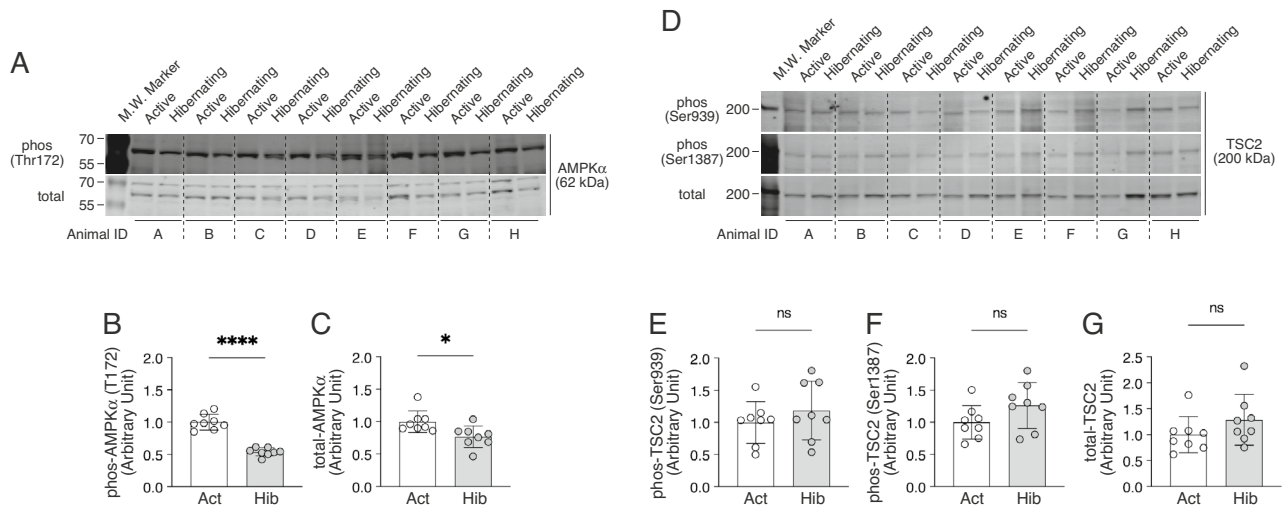 A
M.W. Marker
Active
Hibernating
Active
Hibernating
Active
Hibernating
Active
Hibernating
Active
Hibernating
Active
Hibernating
Active
Hibernating
Active
Hibernating
phos
(Thr172)
70
55
total
70
55
AMPKα
(62 kDa)
Animal ID A B C D E F G H
D
M.W. Marker
Active
Hibernating
Active
Hibernating
Active
Hibernating
Active
Hibernating
Active
Hibernating
Active
Hibernating
Active
Hibernating
Active
Hibernating
phos
(Ser939)
200
phos
(Ser1387)
200
total
200
TSC2
(200 kDa)
Animal ID A B C D E F G H
B
****
phos-AMPKα (T172)
(Arbitrary Unit)
2.0
1.5
1.0
0.5
0.0
Act Hib
C
*
total-AMPKα
(Arbitrary Unit)
2.0
1.5
1.0
0.5
0.0
Act Hib
E
ns
phos-TSC2 (Ser939)
(Arbitrary Unit)
2.0
1.5
1.0
0.5
0.0
Act Hib
F
ns
phos-TSC2 (Ser1387)
(Arbitrary Unit)
2.0
1.5
1.0
0.5
0.0
Act Hib
G
ns
total-TSC2
(Arbitrary Unit)
2.5
2.0
1.5
1.0
0.5
0.0
Act Hib